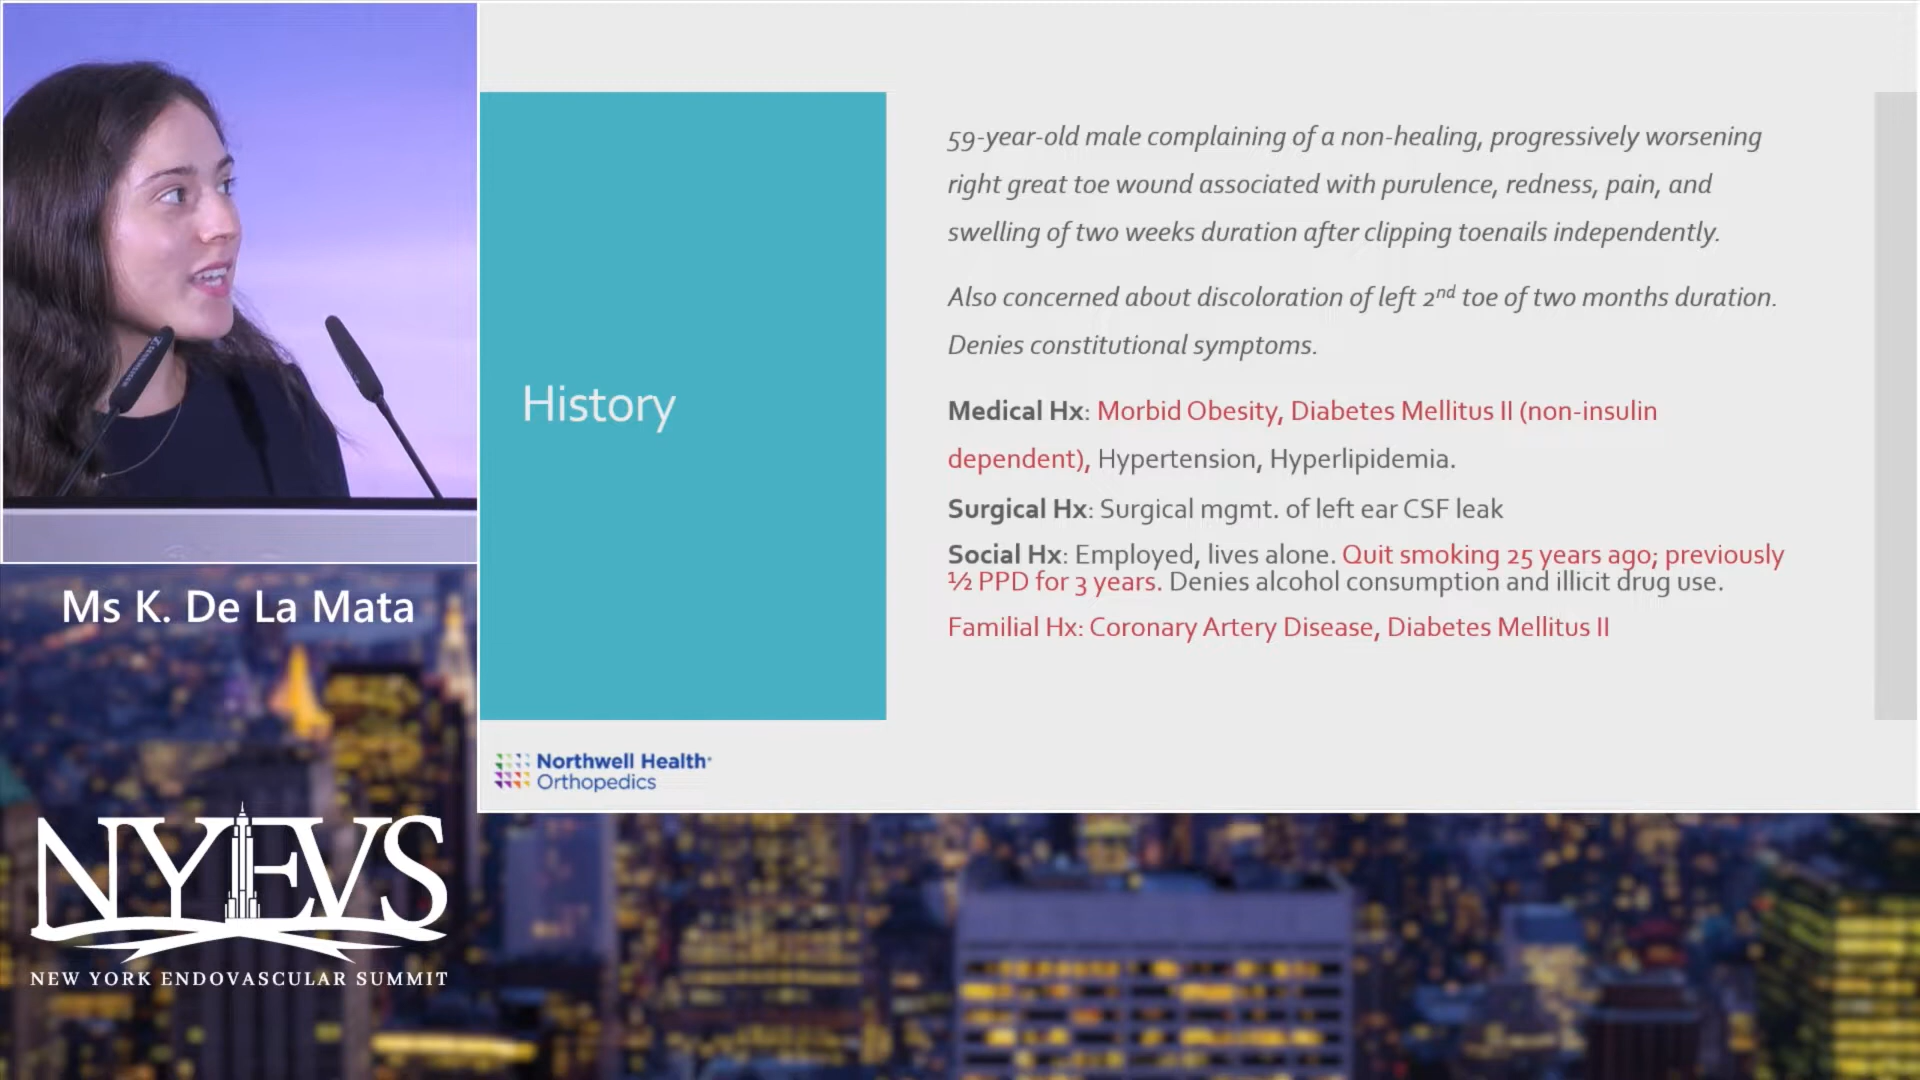 59-year-old male complaining of a non-healing, progressively worsening
right great toe wound associated with purulence, redness, pain, and
swelling of two weeks duration after clipping toenails independently.
Also concerned about discoloration of left 2nd toe of two months duration.
Denies constitutional symptoms.
History
Medical Hx: Morbid Obesity, Diabetes Mellitus II (non-insulin
dependent), Hypertension, Hyperlipidemia.
Surgical Hx: Surgical mgmt. of left ear CSF leak
Social Hx: Employed, lives alone. Quit smoking 25 years ago; previously
½ PPD for 3 years. Denies alcohol consumption and illicit drug use.
Familial Hx: Coronary Artery Disease, Diabetes Mellitus II
Northwell Health
Orthopedics
Ms K. De La Mata
NYEVS
NEW YORK ENDOVASCULAR SUMMIT